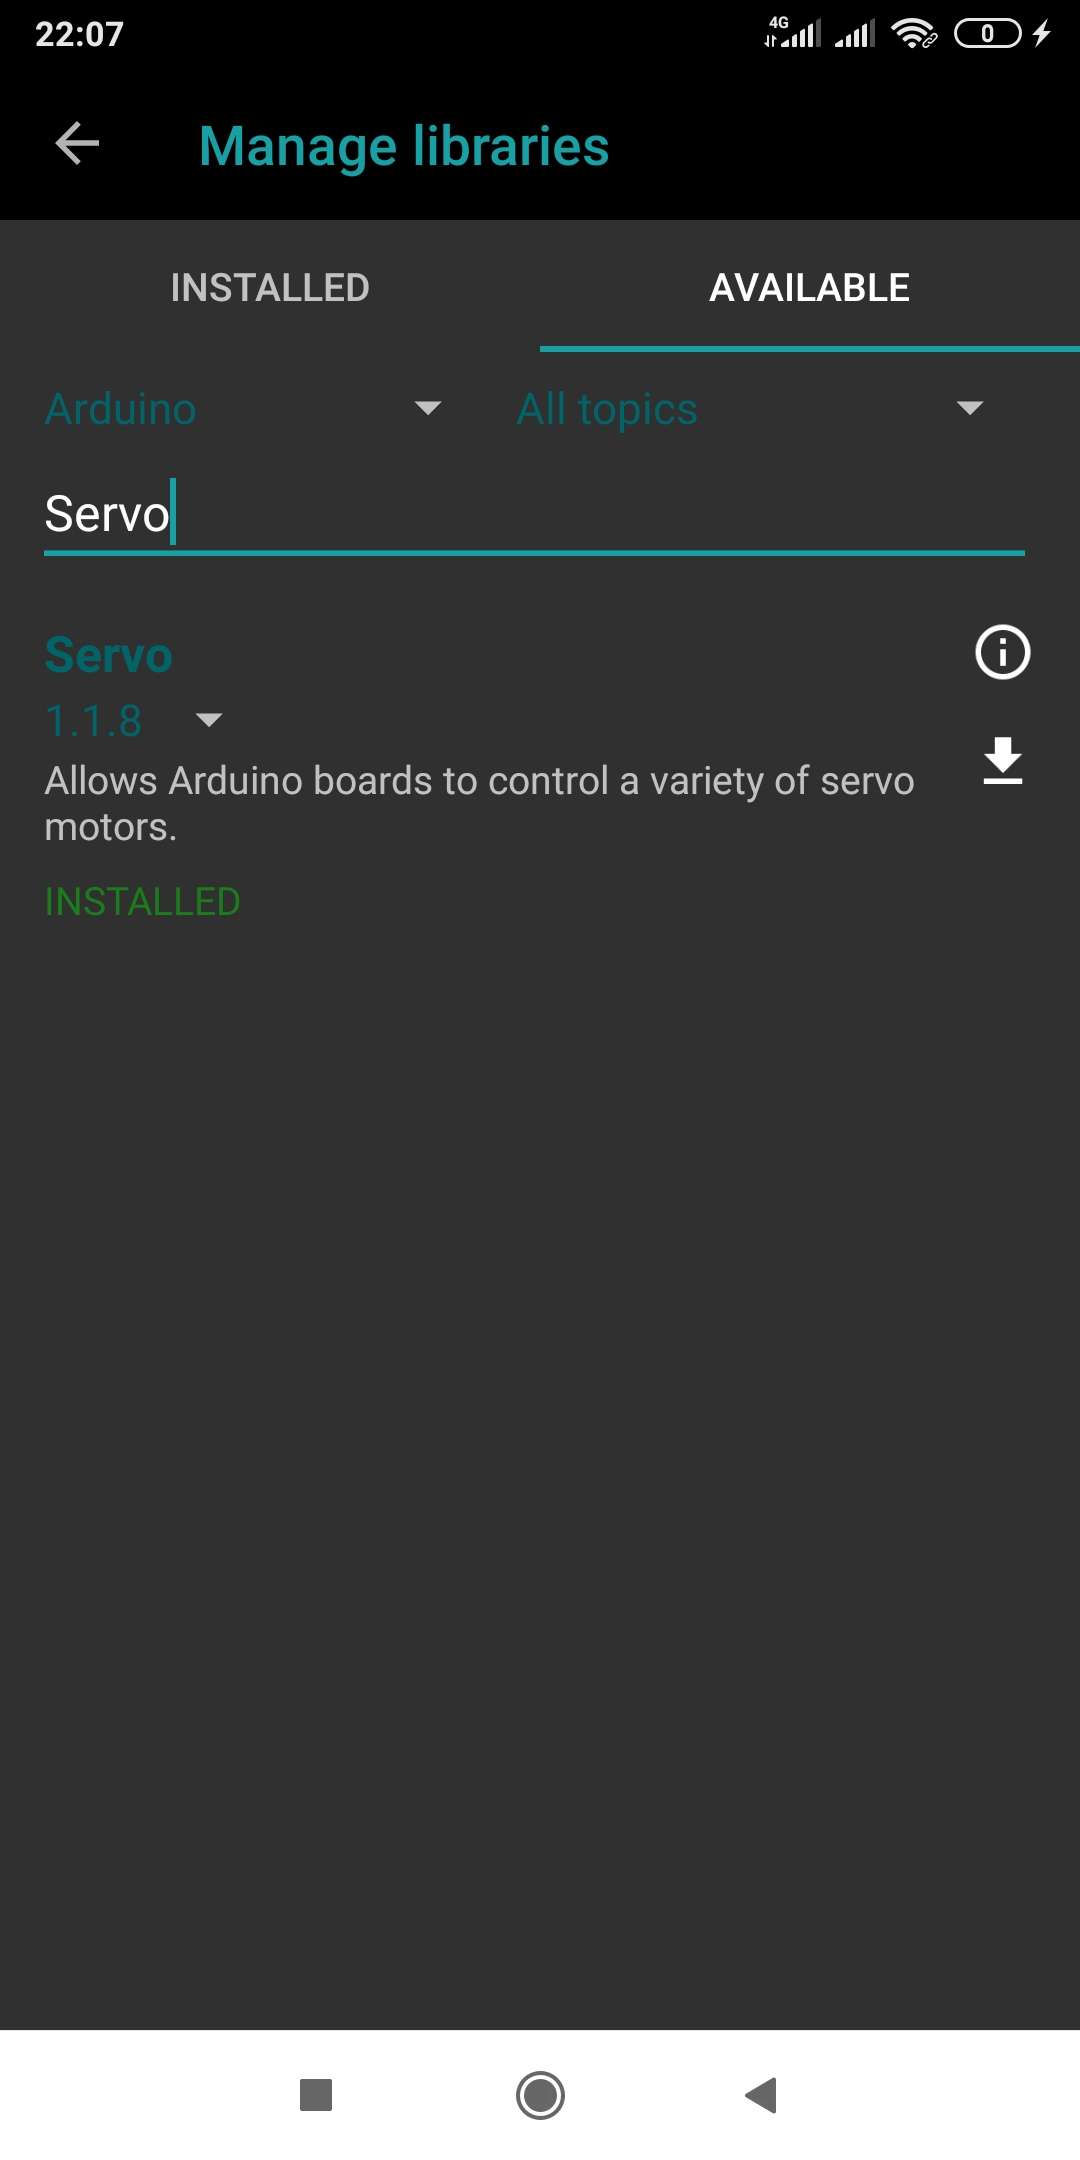 22:07
4G
0
Manage libraries
INSTALLED
AVAILABLE
Arduino
All topics
Servo
Servo
1.1.8
Allows Arduino boards to control a variety of servo
motors.
INSTALLED